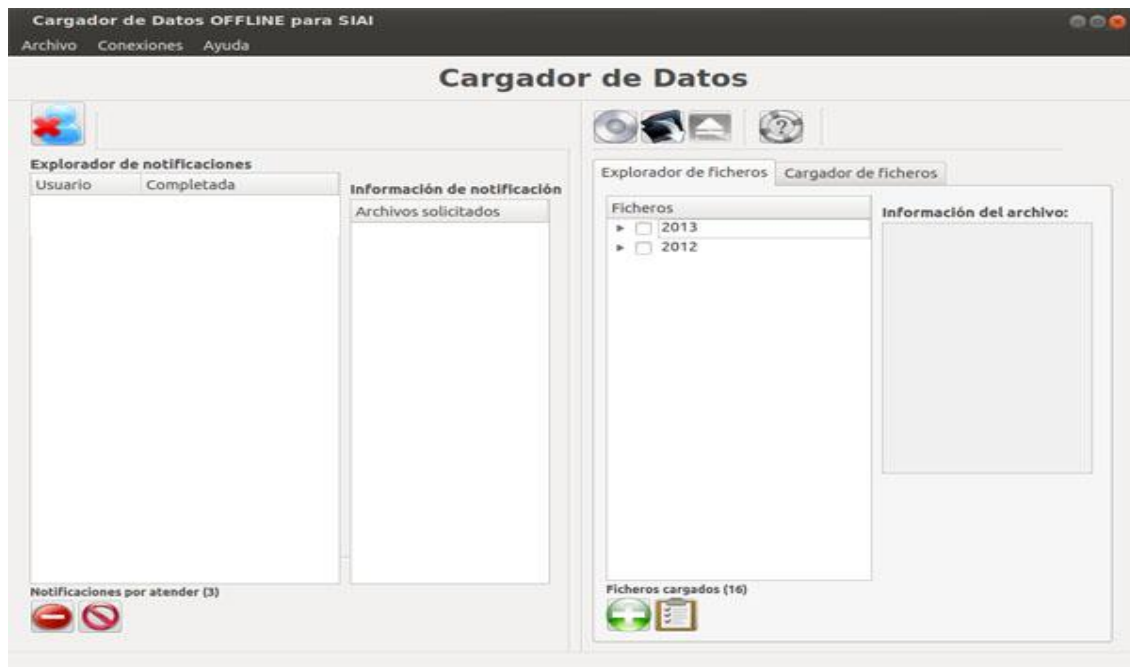 Cargador de Datos OFFLINE para SIAI
Archivo Conexiones Ayuda
Cargador de Datos
Explorador de notificaciones
Usuario Completada
Información de notificación
Archivos solicitados
Notificaciones por atender (3)
Explorador de ficheros Cargador de ficheros
Ficheros
2013
2012
Información del archivo:
Ficheros cargados (16)